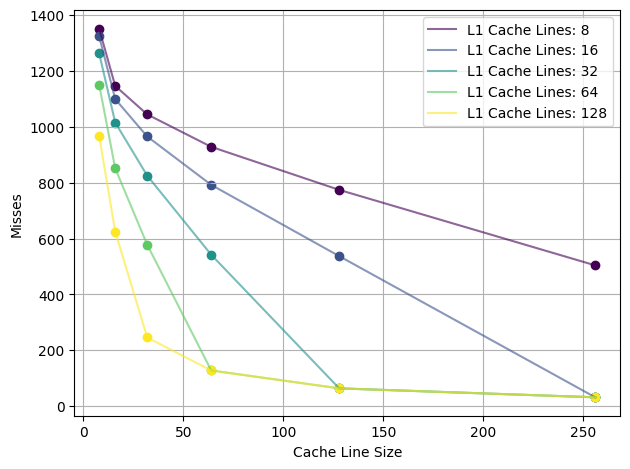 L1 Cache Lines: 8
L1 Cache Lines: 16
L1 Cache Lines: 32
L1 Cache Lines: 64
L1 Cache Lines: 128
Misses
1400
1200
1000
800
600
400
200
0
0 50 100 150 200 250
Cache Line Size